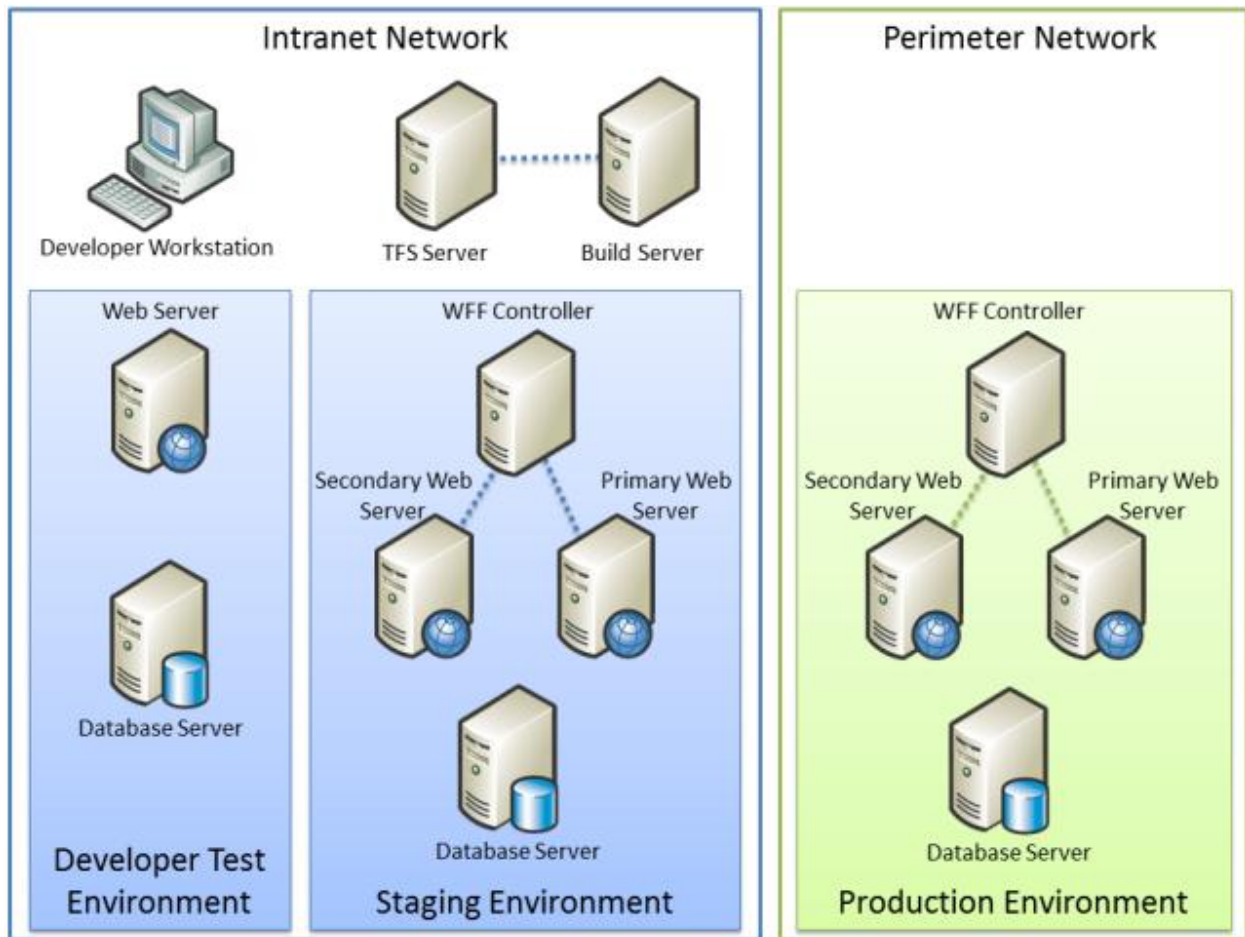 Intranet Network
Developer Workstation
TFS Server
Build Server
Web Server
Database Server
Developer Test
Environment
WFF Controller
Secondary Web
Server
Primary Web
Server
Database Server
Staging Environment
Perimeter Network
WFF Controller
Secondary Web
Server
Primary Web
Server
Database Server
Production Environment